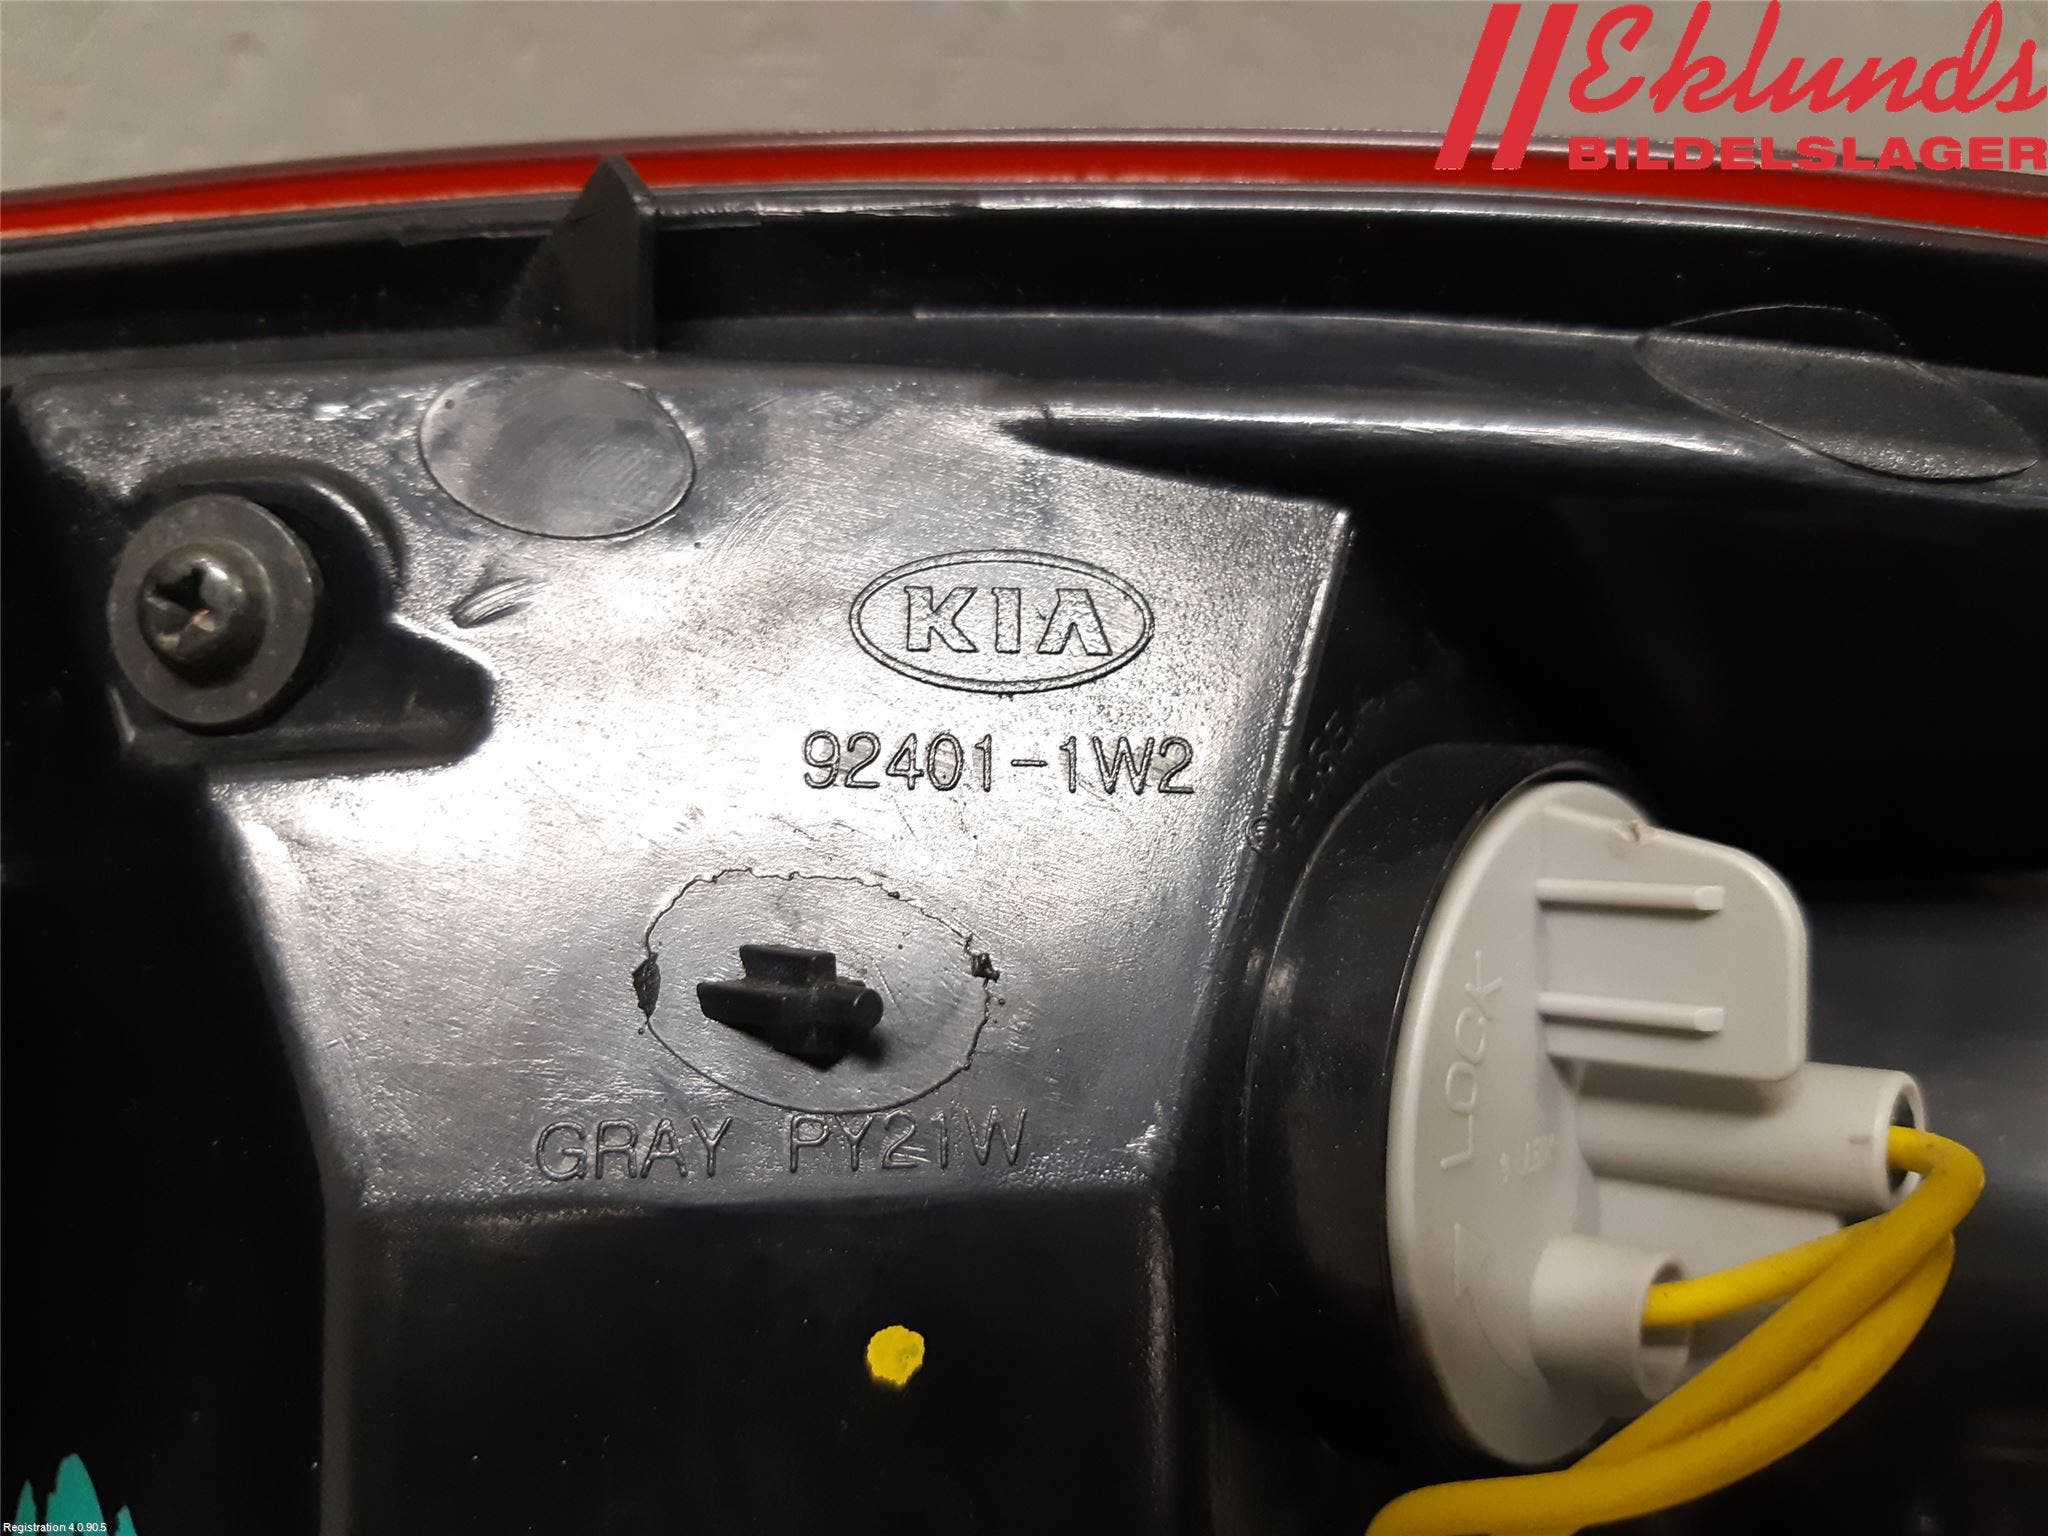 Eklunds
BILDELSLAGER
KIA
92401-1W2
LOCK
GRAY PY21W
Registration 4.0.90.5